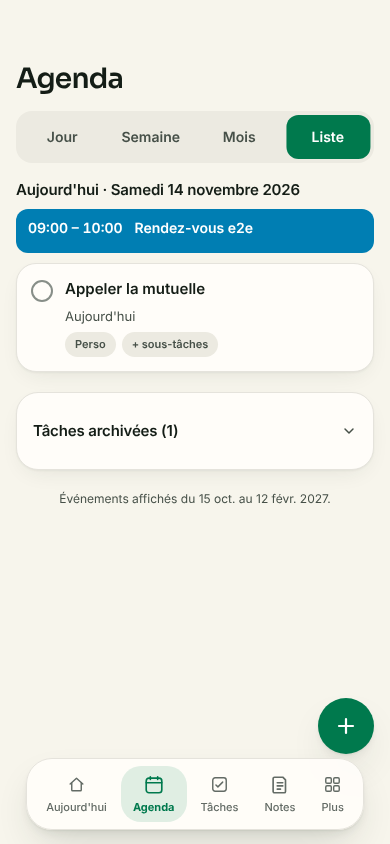 Agenda
Jour Semaine Mois Liste
Aujourd'hui · Samedi 14 novembre 2026
09:00 – 10:00 Rendez-vous e2e
Appeler la mutuelle
Aujourd'hui
Perso + sous-tâches
Tâches archivées (1)
Événements affichés du 15 oct. au 12 févr. 2027.
Aujourd'hui Agenda Tâches Notes Plus